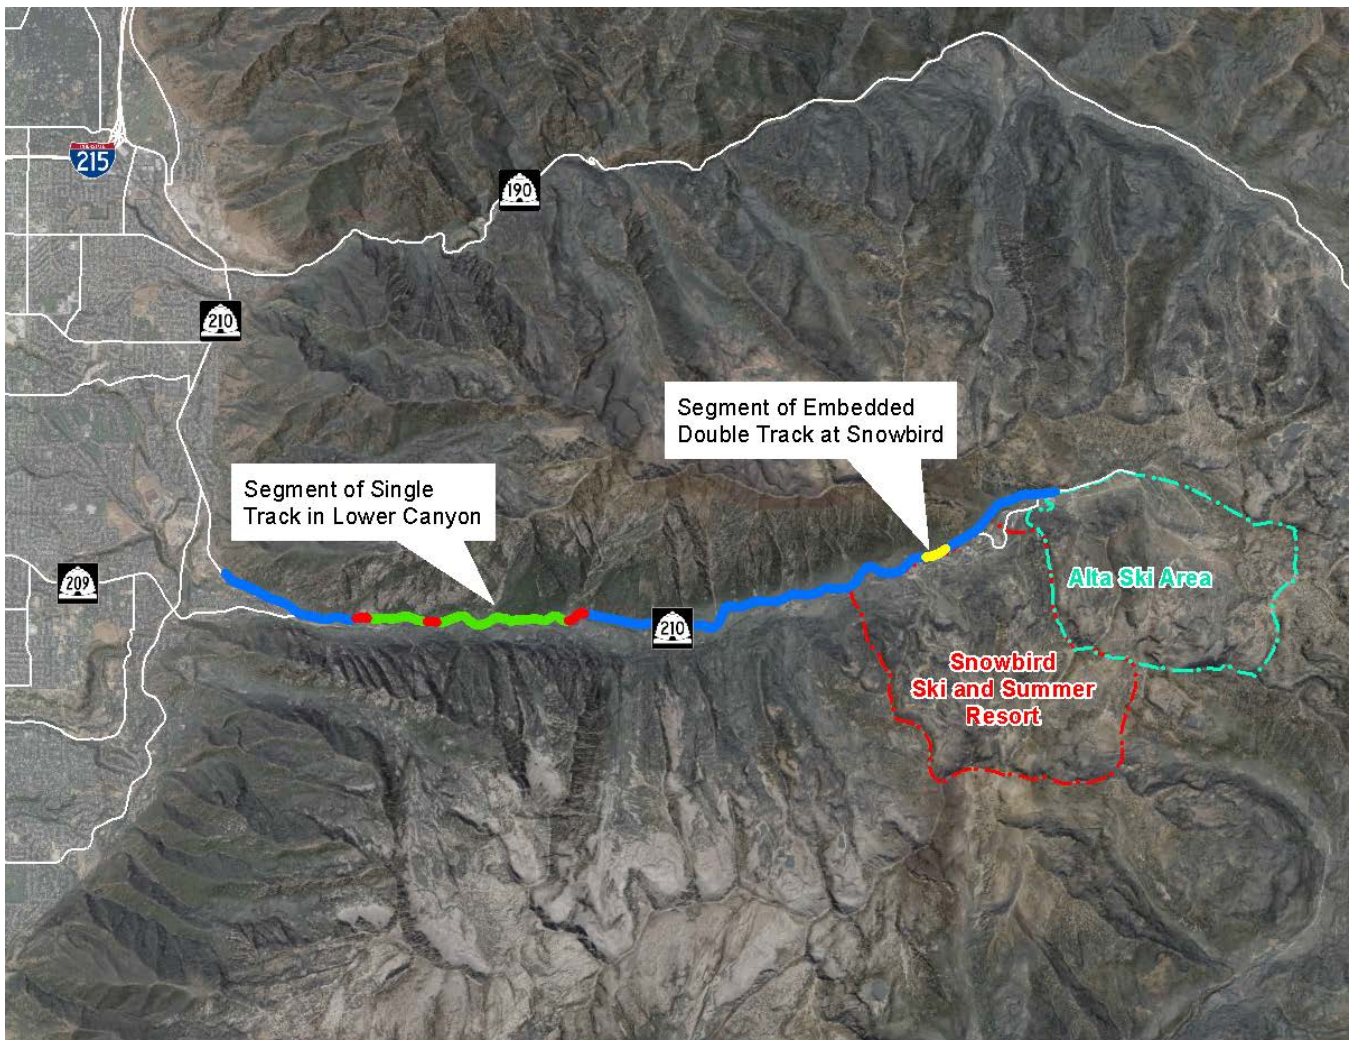 INTERSTATE
215
190
210
Segment of Embedded
Double Track at Snowbird
Segment of Single
Track in Lower Canyon
209
Alta Ski Area
210
Snowbird
Ski and Summer
Resort